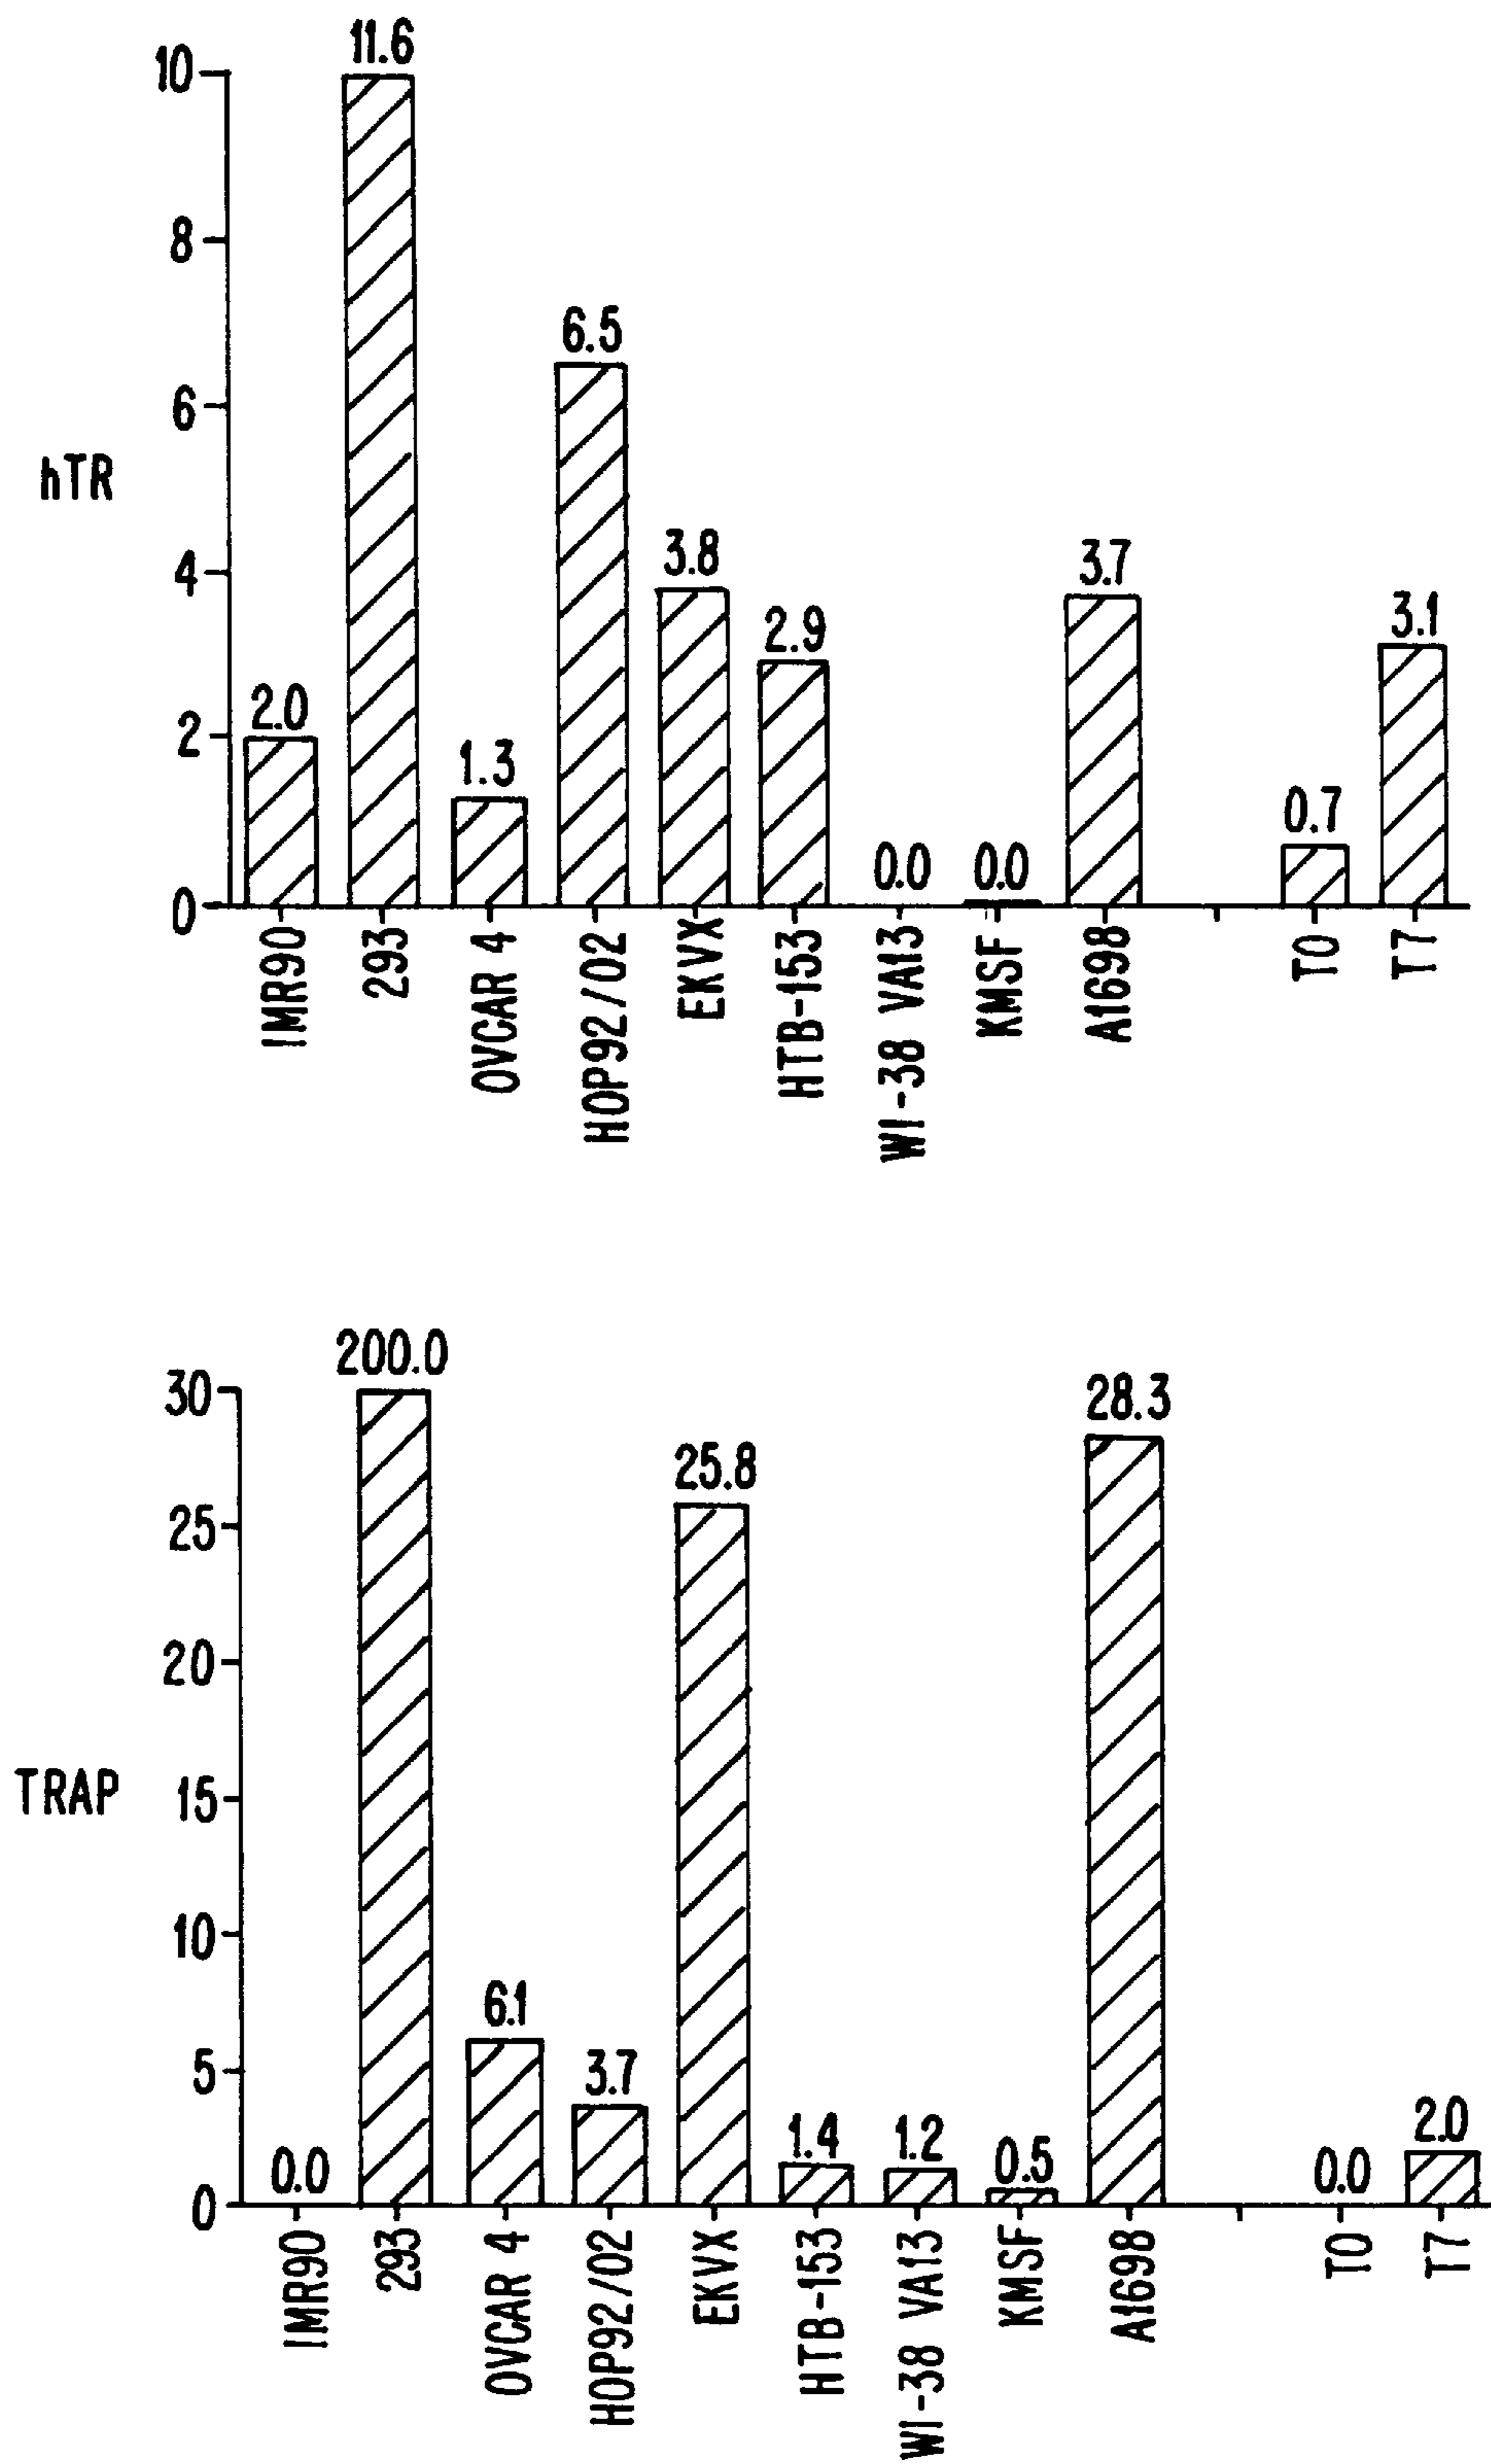 hTR
10
8
6
4
2
0
2.0
11.6
1.3
6.5
3.8
2.9
0.0
0.0
3.7
0.7
3.1
IMR90
293
OVCAR 4
HOP92/02
EKVX
HTB-153
WI-38 VA13
KMSF
A1698
T0
T7
TRAP
30
25
20
15
10
5
0
0.0
200.0
6.1
3.7
25.8
1.4
1.2
0.5
28.3
0.0
2.0
IMR90
293
OVCAR 4
HOP92/02
EKVX
HTB-153
WI-38 VA13
KMSF
A1698
T0
T7